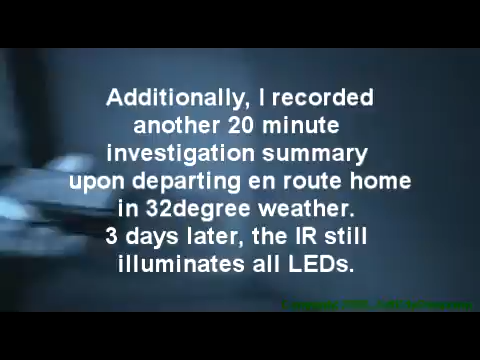 Additionally, I recorded
another 20 minute
investigation summary
upon departing en route home
in 32degree weather.
3 days later, the IR still
illuminates all LEDs.